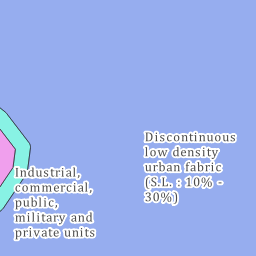 Discontinuous
low density
urban fabric
(S.L. : 10% -
30%)
Industrial,
commercial,
public,
military and
private units